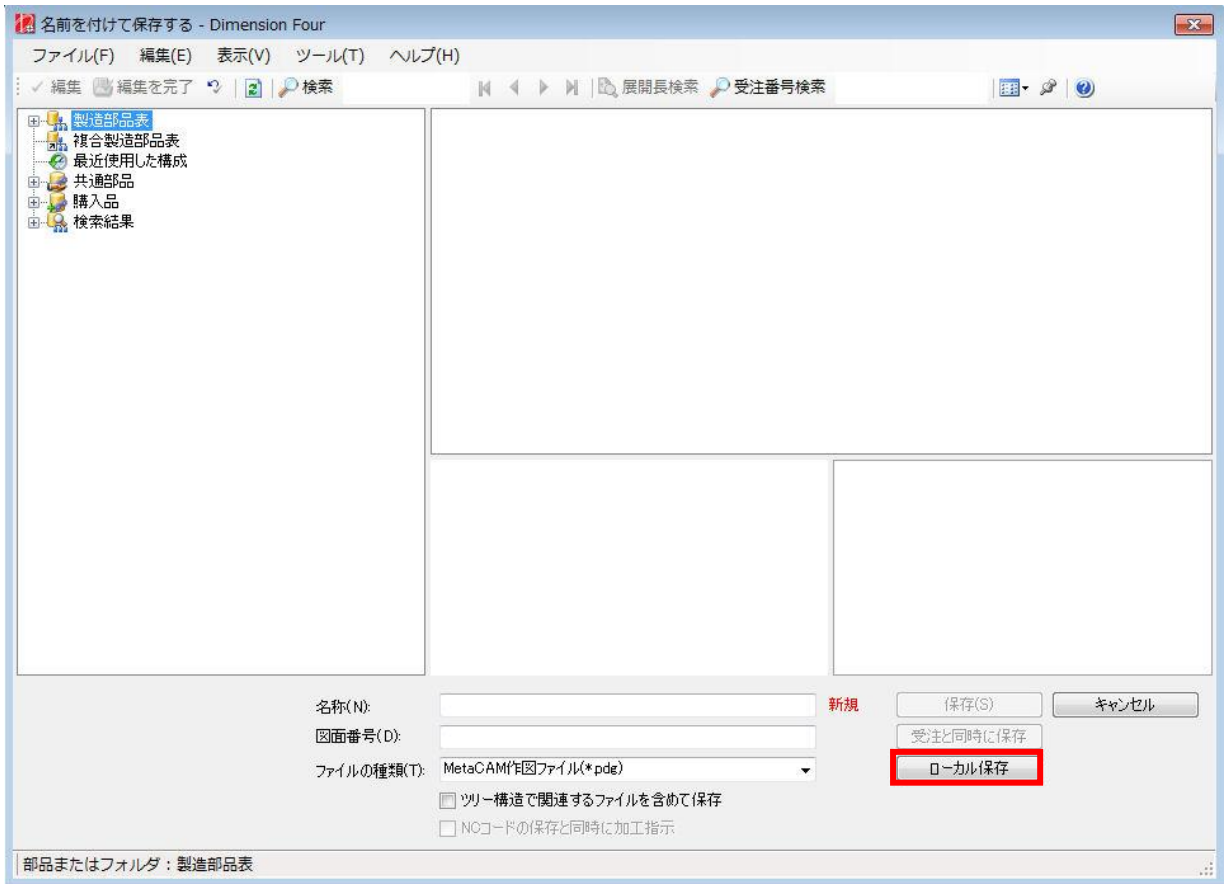 名前を付けて保存する - Dimension Four
ファイル(F) 編集(E) 表示(V) ツール(T) ヘルプ(H)
編集 編集を完了 検索 展開長検索 受注番号検索
製造部品表
複合製造部品表
最近使用した構成
共通部品
購入品
検索結果
名称(N): 新規 保存(S) キャンセル
図面番号(D): 受注と同時に保存
ファイルの種類(T): MetaCAM作図ファイル(*pdg) ローカル保存
ツリー構造で関連するファイルを含めて保存
NCコードの保存と同時に加工指示
部品またはフォルダ：製造部品表